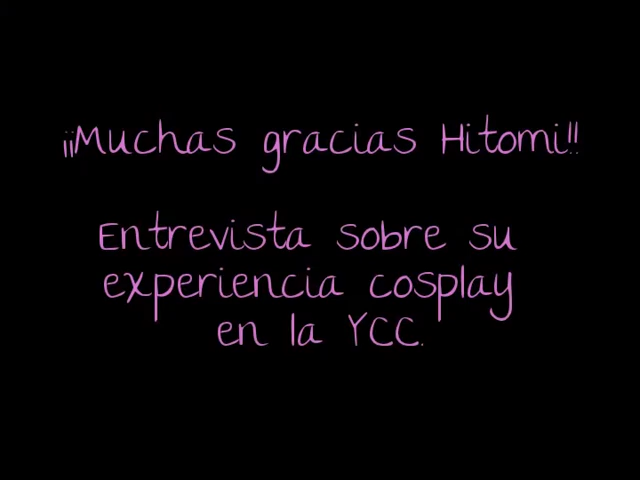 ¡¡Muchas gracias Hitomi!!
Entrevista sobre su
experiencia cosplay
en la YCC.